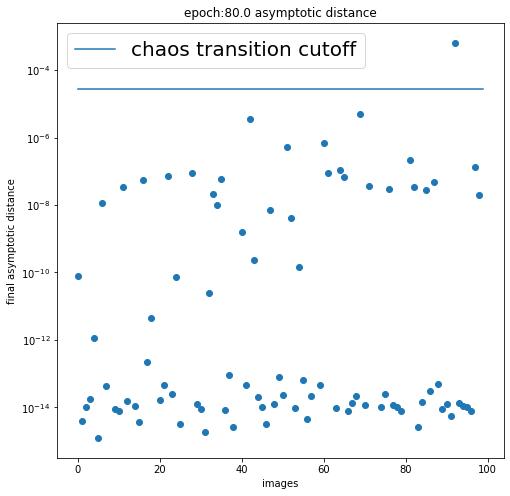 epoch:80.0 asymptotic distance
chaos transition cutoff
final asymptotic distance
10⁻⁴
10⁻⁶
10⁻⁸
10⁻¹⁰
10⁻¹²
10⁻¹⁴
0 20 40 60 80 100
images